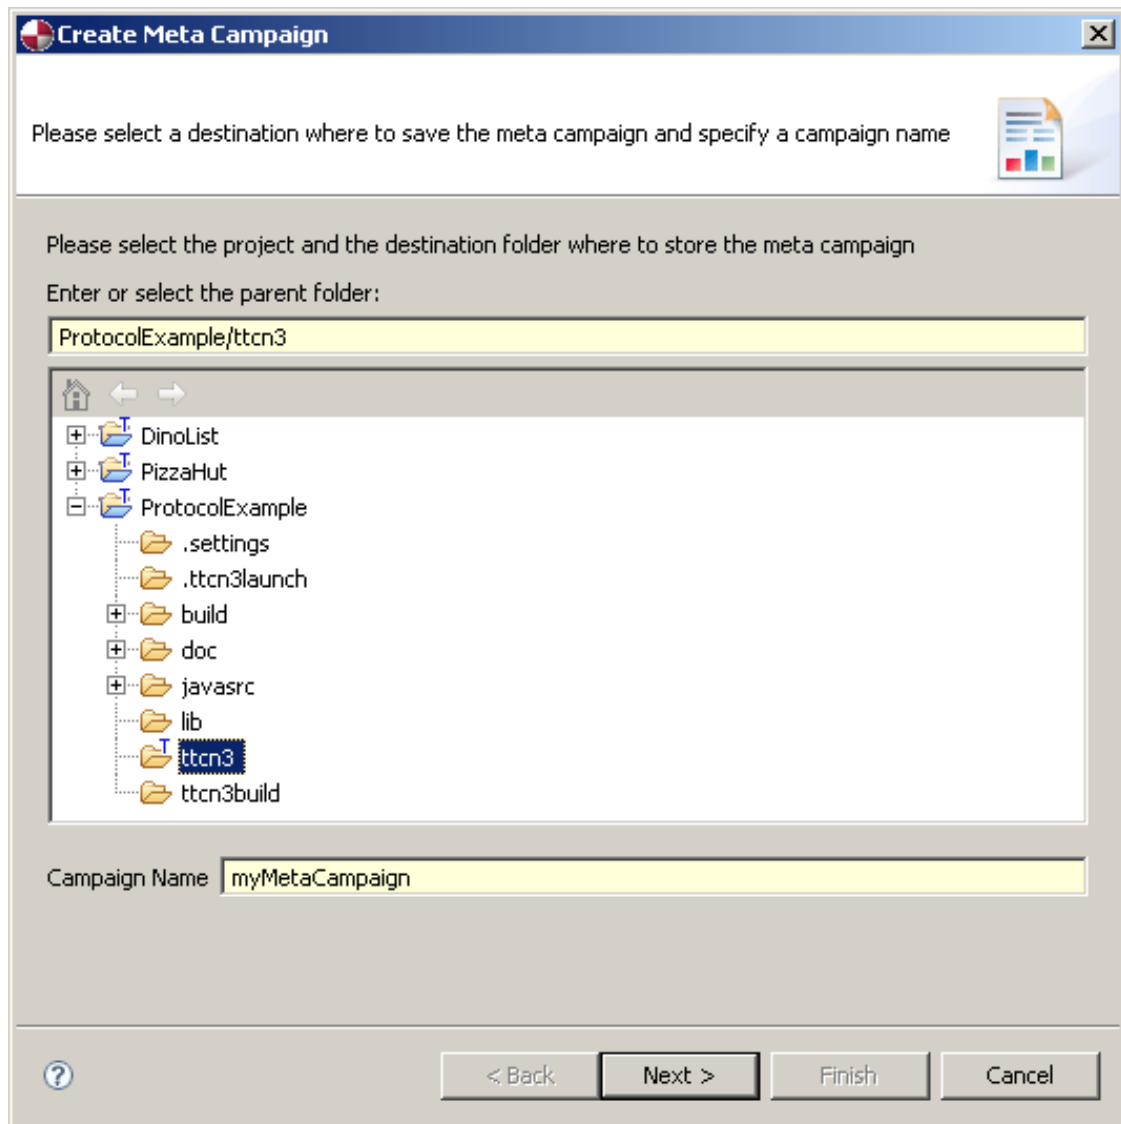 Create Meta Campaign
Please select a destination where to save the meta campaign and specify a campaign name
Please select the project and the destination folder where to store the meta campaign
Enter or select the parent folder:
ProtocolExample/ttcn3
DinoList
PizzaHut
ProtocolExample
.settings
.ttcn3launch
build
doc
javasrc
lib
ttcn3
ttcn3build
Campaign Name myMetaCampaign
< Back Next > Finish Cancel